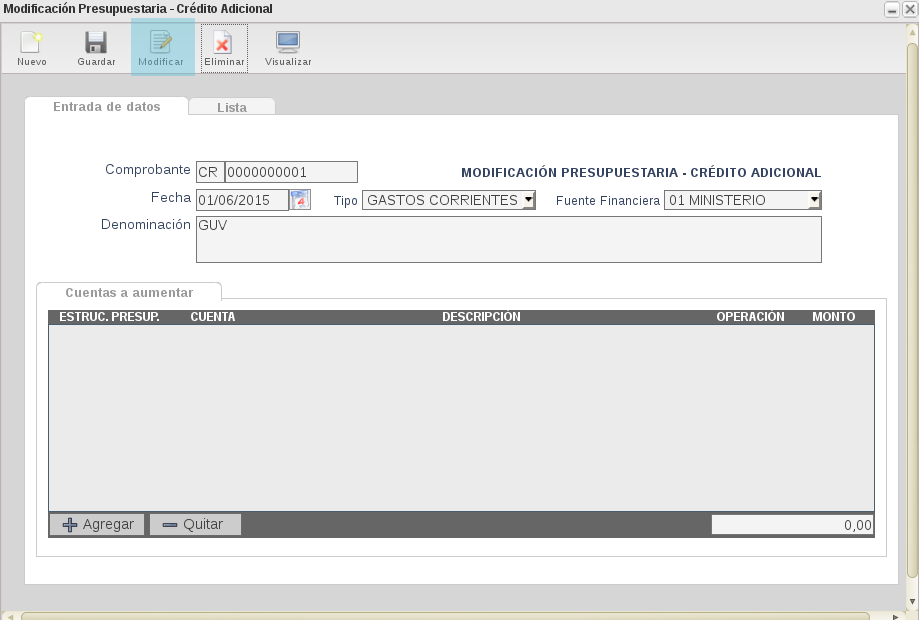 Modificación Presupuestaria - Crédito Adicional
Nuevo Guardar Modificar Eliminar Visualizar
Entrada de datos Lista
Comprobante CR 0000000001 MODIFICACIÓN PRESUPUESTARIA - CRÉDITO ADICIONAL
Fecha 01/06/2015 Tipo GASTOS CORRIENTES Fuente Financiera 01 MINISTERIO
Denominación GUV
Cuentas a aumentar
ESTRUC. PRESUP. CUENTA DESCRIPCIÓN OPERACIÓN MONTO
Agregar Quitar 0,00